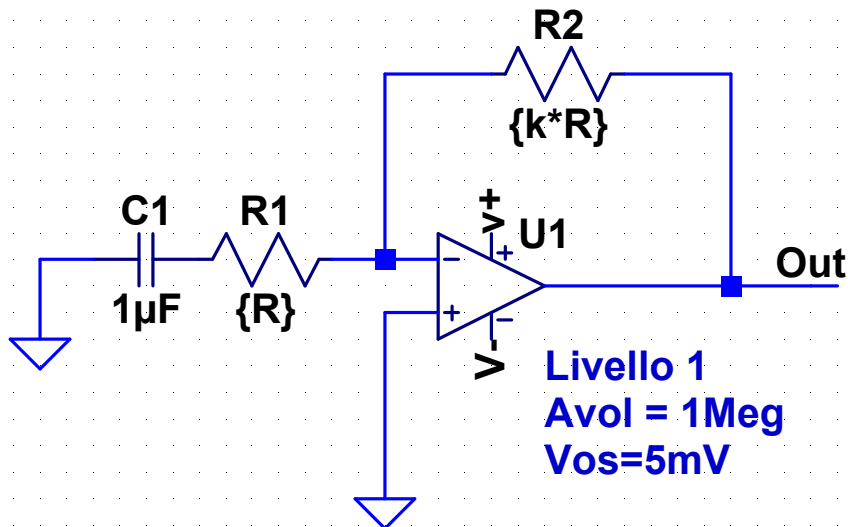 R2
{k*R}
C1
R1
V+
U1
1µF
{R}
Out
V-
Livello 1
Avol = 1Meg
Vos=5mV